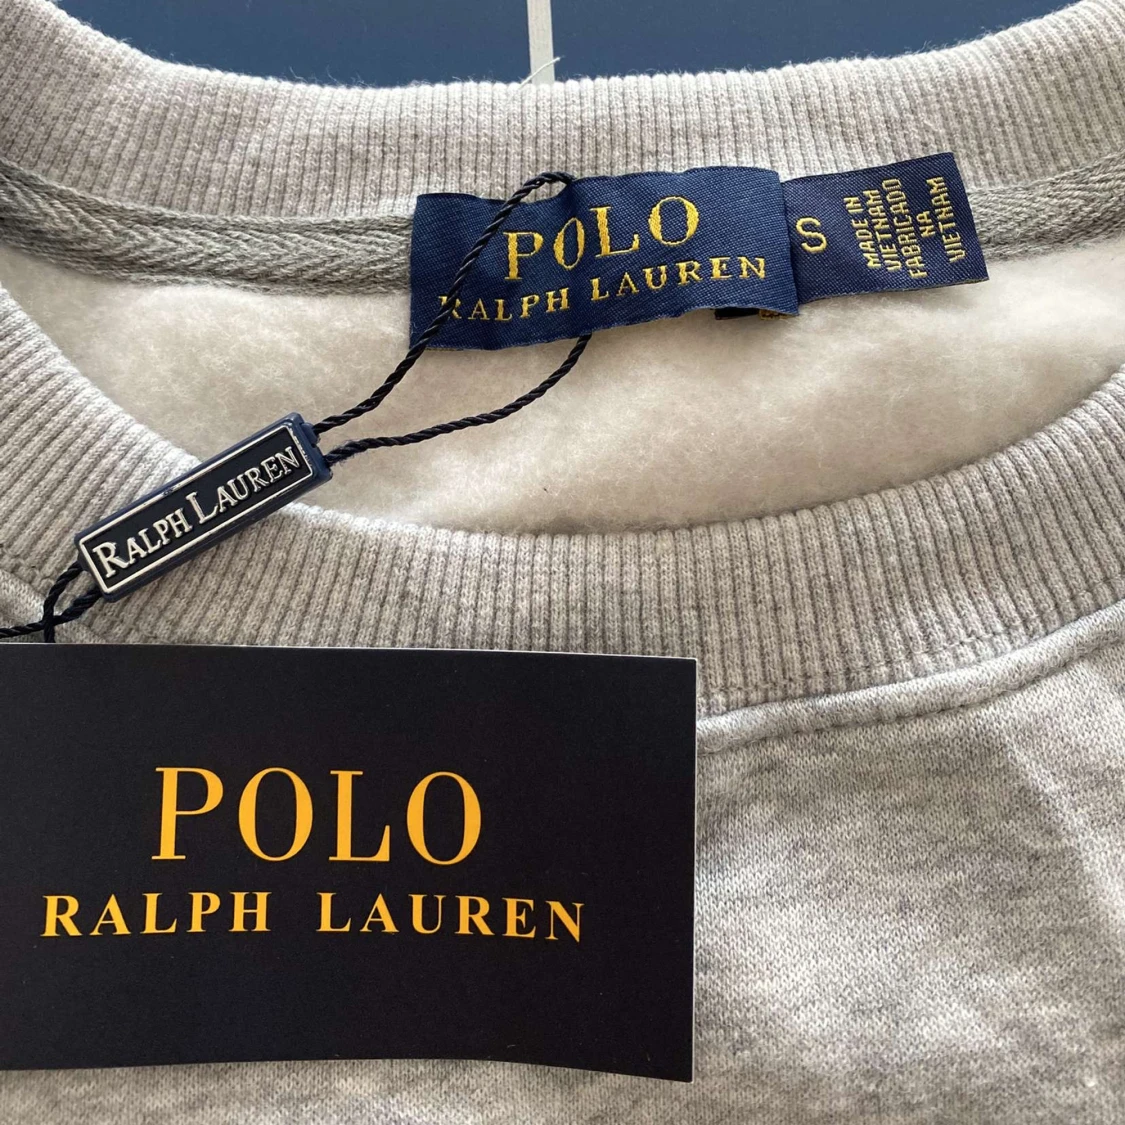 POLO
RALPH LAUREN
S
MADE IN
VIETNAM
FABRICADO
NA
VIETNAM
RALPH LAUREN
POLO
RALPH LAUREN